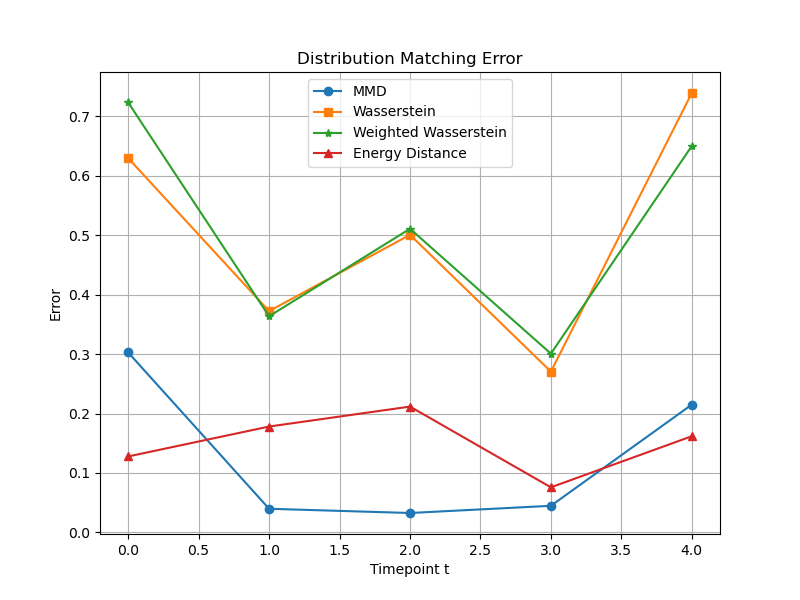 Distribution Matching Error
MMD
Wasserstein
Weighted Wasserstein
Energy Distance
Error
0.7
0.6
0.5
0.4
0.3
0.2
0.1
0.0
0.0 0.5 1.0 1.5 2.0 2.5 3.0 3.5 4.0
Timepoint t